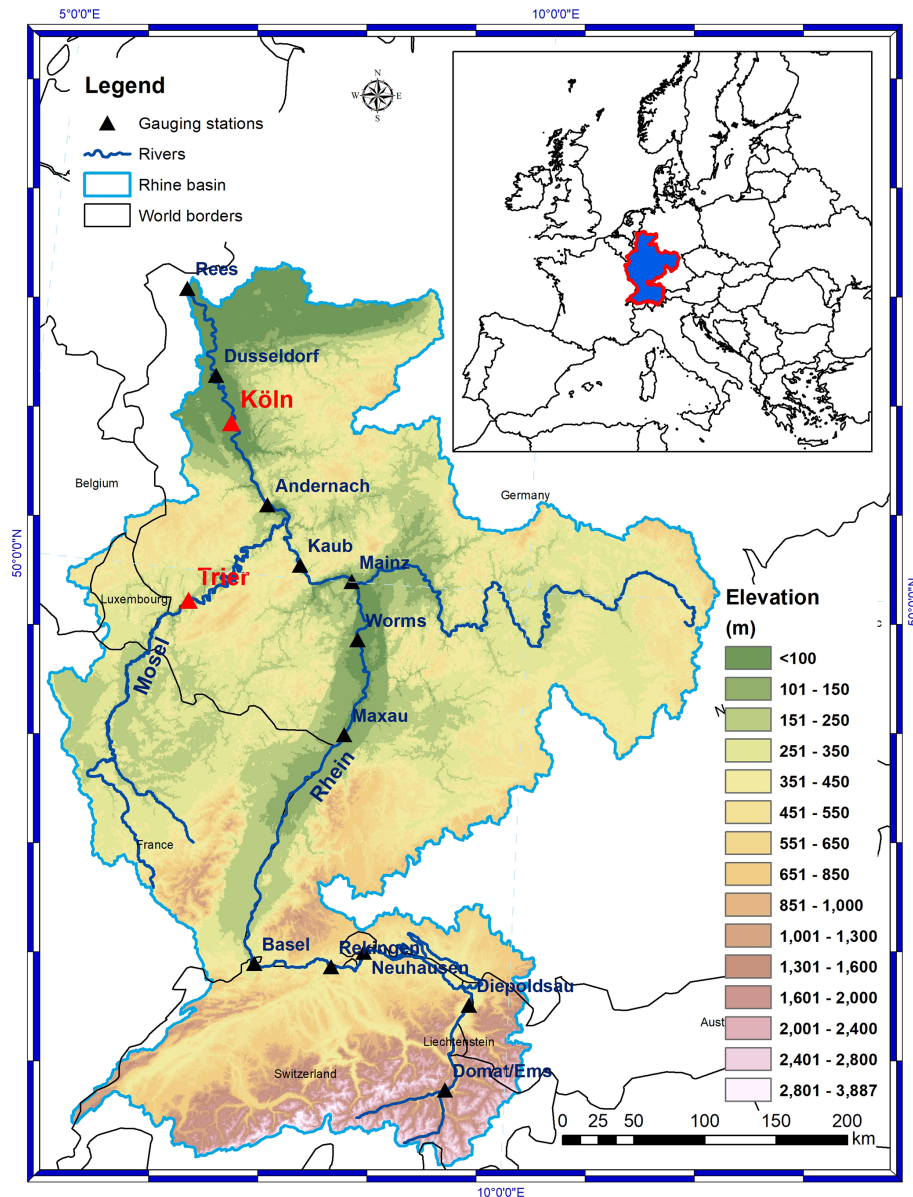 5°0'0"E
10°0'0"E
Legend
N
W
E
S
Gauging stations
Rivers
Rhine basin
World borders
Rees
Dusseldorf
Köln
Belgium
Andernach
Germany
50°0'0"N
Kaub
Mainz
Trier
Luxembourg
Worms
Mosel
Maxau
Rhein
France
Basel
Rekingen
Neuhausen
Diepoldsau
Liechtenstein
Switzerland
Domat/Ems
Aust
50°0'0"N
Elevation
(m)
<100
101 - 150
151 - 250
251 - 350
351 - 450
451 - 550
551 - 650
651 - 850
851 - 1,000
1,001 - 1,300
1,301 - 1,600
1,601 - 2,000
2,001 - 2,400
2,401 - 2,800
2,801 - 3,887
0 25 50 100 150 200
km
10°0'0"E